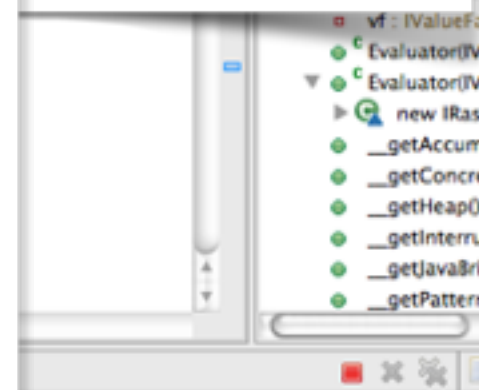 vf : IValueFa
Evaluator(IV
Evaluator(IV
new IRas
__getAccum
__getConcre
__getHeap()
__getInterru
__getJavaBri
__getPattern